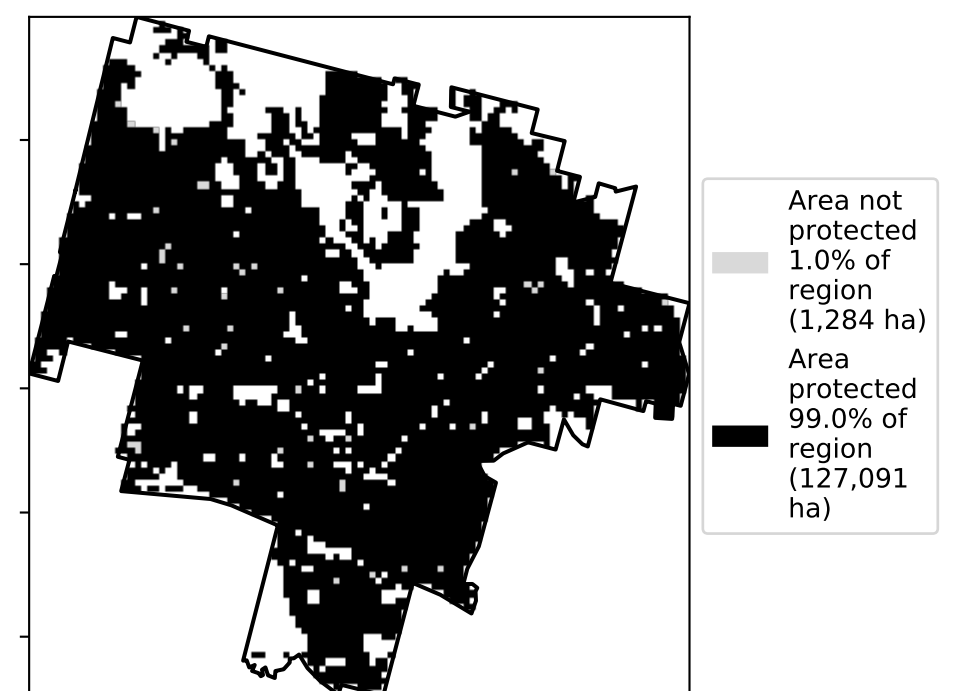 Area not
protected
1.0% of
region
(1,284 ha)
Area
protected
99.0% of
region
(127,091
ha)